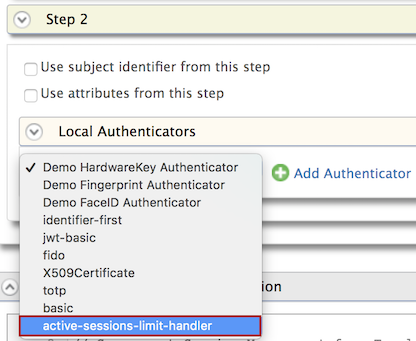 Step 2
Use subject identifier from this step
Use attributes from this step
Local Authenticators
✓ Demo HardwareKey Authenticator
Demo Fingerprint Authenticator
Demo FaceID Authenticator
identifier-first
jwt-basic
fido
X509Certificate
totp
basic
active-sessions-limit-handler
Add Authenticator